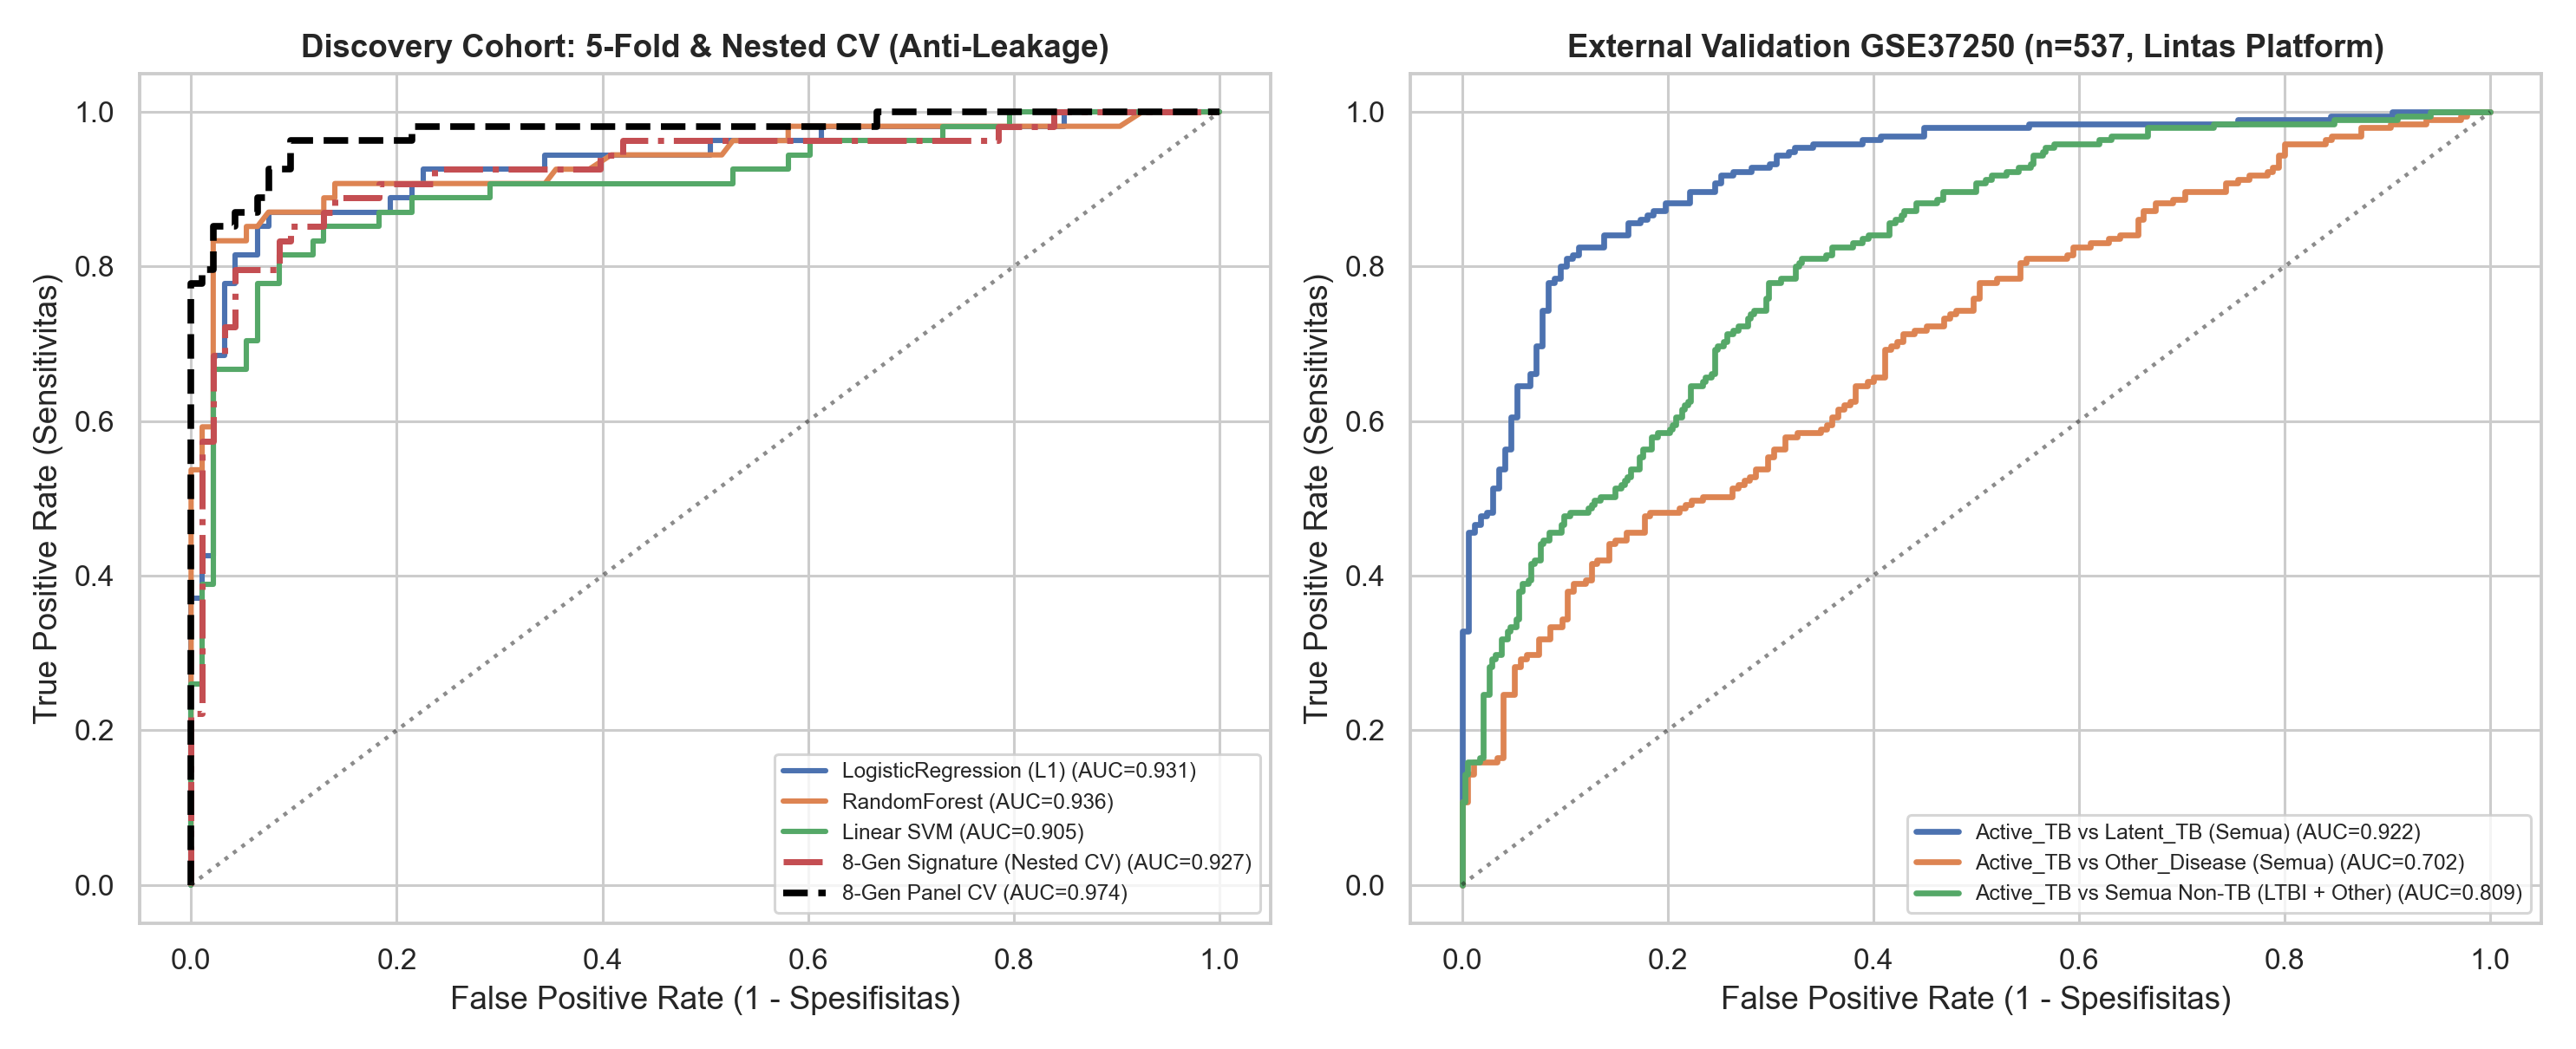 Discovery Cohort: 5-Fold & Nested CV (Anti-Leakage)
True Positive Rate (Sensitivitas)
1.0
0.8
0.6
0.4
0.2
0.0
0.0 0.2 0.4 0.6 0.8 1.0
False Positive Rate (1 - Spesifisitas)
LogisticRegression (L1) (AUC=0.931)
RandomForest (AUC=0.936)
Linear SVM (AUC=0.905)
8-Gen Signature (Nested CV) (AUC=0.927)
8-Gen Panel CV (AUC=0.974)
External Validation GSE37250 (n=537, Lintas Platform)
True Positive Rate (Sensitivitas)
1.0
0.8
0.6
0.4
0.2
0.0
0.0 0.2 0.4 0.6 0.8 1.0
False Positive Rate (1 - Spesifisitas)
Active_TB vs Latent_TB (Semua) (AUC=0.922)
Active_TB vs Other_Disease (Semua) (AUC=0.702)
Active_TB vs Semua Non-TB (LTBI + Other) (AUC=0.809)